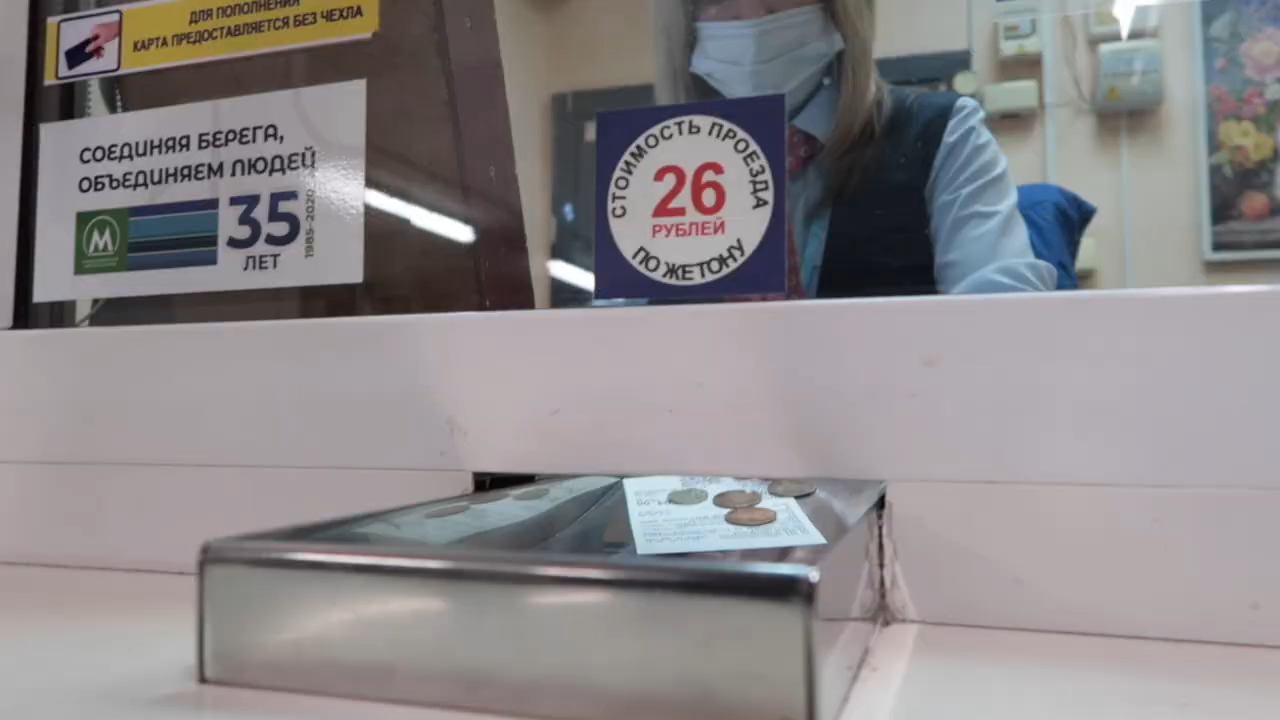 ДЛЯ ПОПОЛНЕНИЯ
КАРТА ПРЕДОСТАВЛЯЕТСЯ БЕЗ ЧЕХЛА
СОЕДИНЯЯ БЕРЕГА,
ОБЪЕДИНЯЕМ ЛЮДЕЙ
М
35
ЛЕТ
1985-2020
СТОИМОСТЬ ПРОЕЗДА
26
РУБЛЕЙ
ПО ЖЕТОНУ